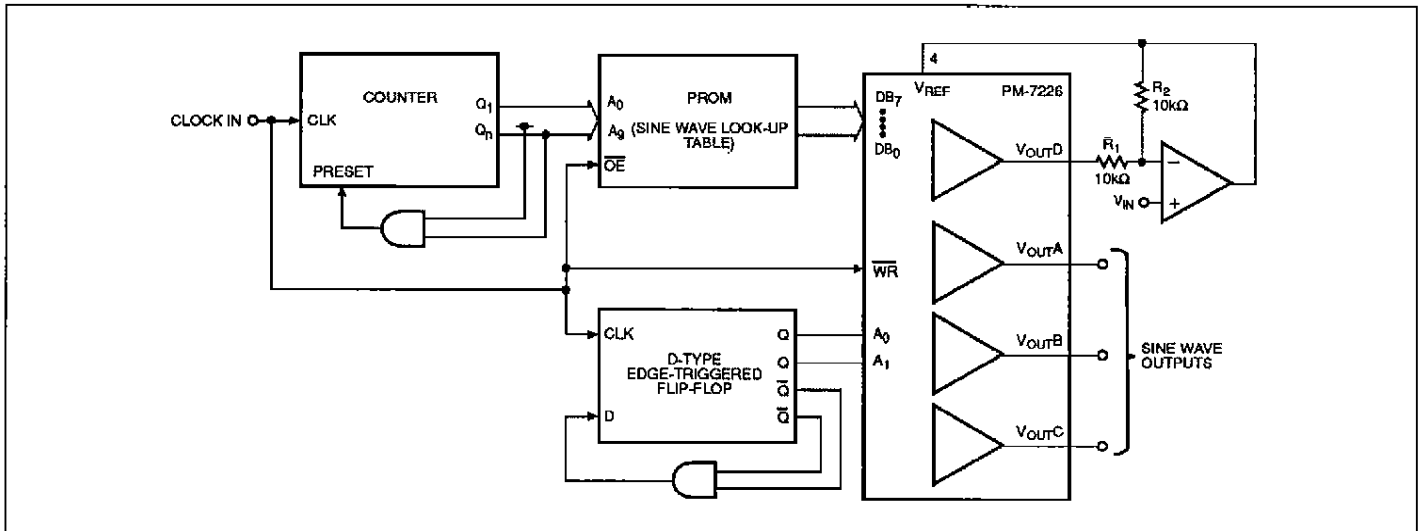 COUNTER
CLOCK IN
CLK
Q1
Qn
PRESET
A0
A9
OE
PROM
(SINE WAVE LOOK-UP
TABLE)
4
VREF
PM-7226
DB7
DB0
VOUTD
R1
10kΩ
R2
10kΩ
−
+
VIN
WR
VOUTA
VOUTB
VOUTC
SINE WAVE
OUTPUTS
CLK
D-TYPE
EDGE-TRIGGERED
FLIP-FLOP
D
Q
Q
Q̅
Q̅
A0
A1